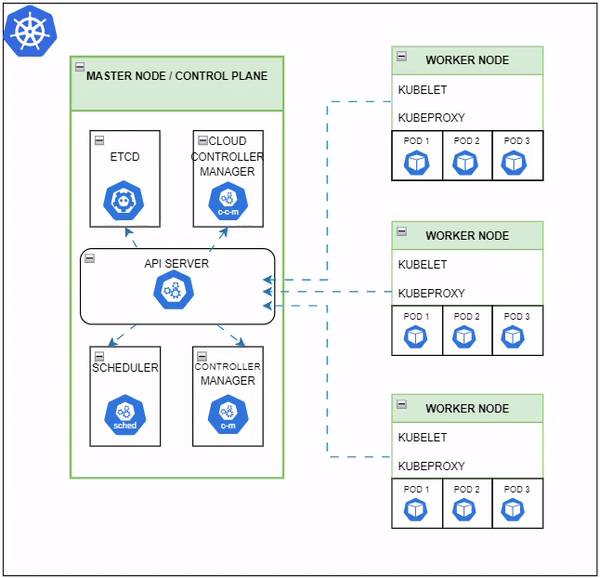 MASTER NODE / CONTROL PLANE
ETCD
CLOUD
CONTROLLER
MANAGER
c-c-m
API SERVER
SCHEDULER
sched
CONTROLLER
MANAGER
c-m
WORKER NODE
KUBELET
KUBEPROXY
POD 1
POD 2
POD 3
WORKER NODE
KUBELET
KUBEPROXY
POD 1
POD 2
POD 3
WORKER NODE
KUBELET
KUBEPROXY
POD 1
POD 2
POD 3